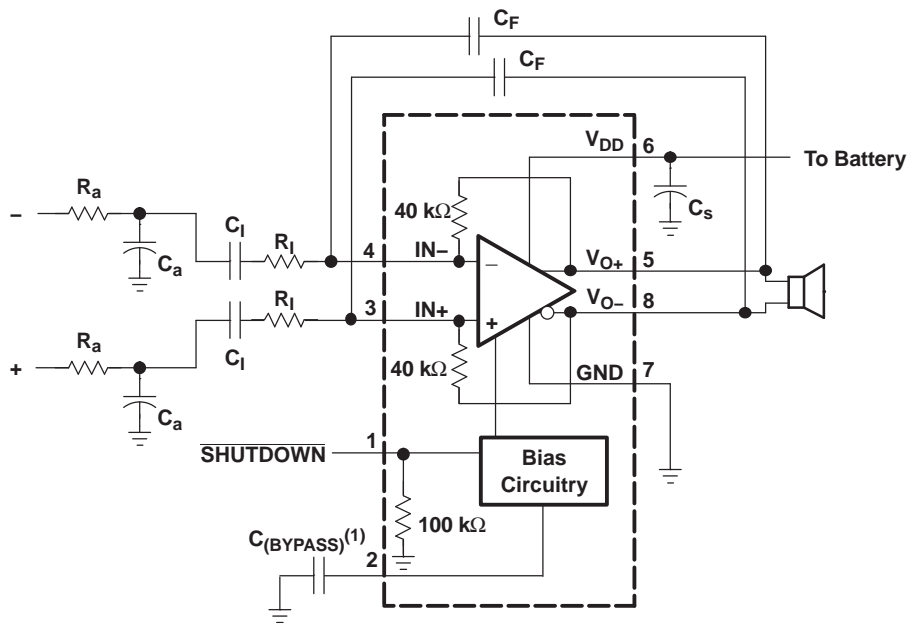 C_F
C_F
V_DD 6
To Battery
R_a
–
40 kΩ
C_s
C_I
R_I
4 IN–
–
V_O+ 5
C_a
R_I
3 IN+
+
V_O– 8
R_a
C_I
+
40 kΩ
GND 7
C_a
SHUTDOWN 1
Bias
Circuitry
100 kΩ
C_(BYPASS)^(1)
2